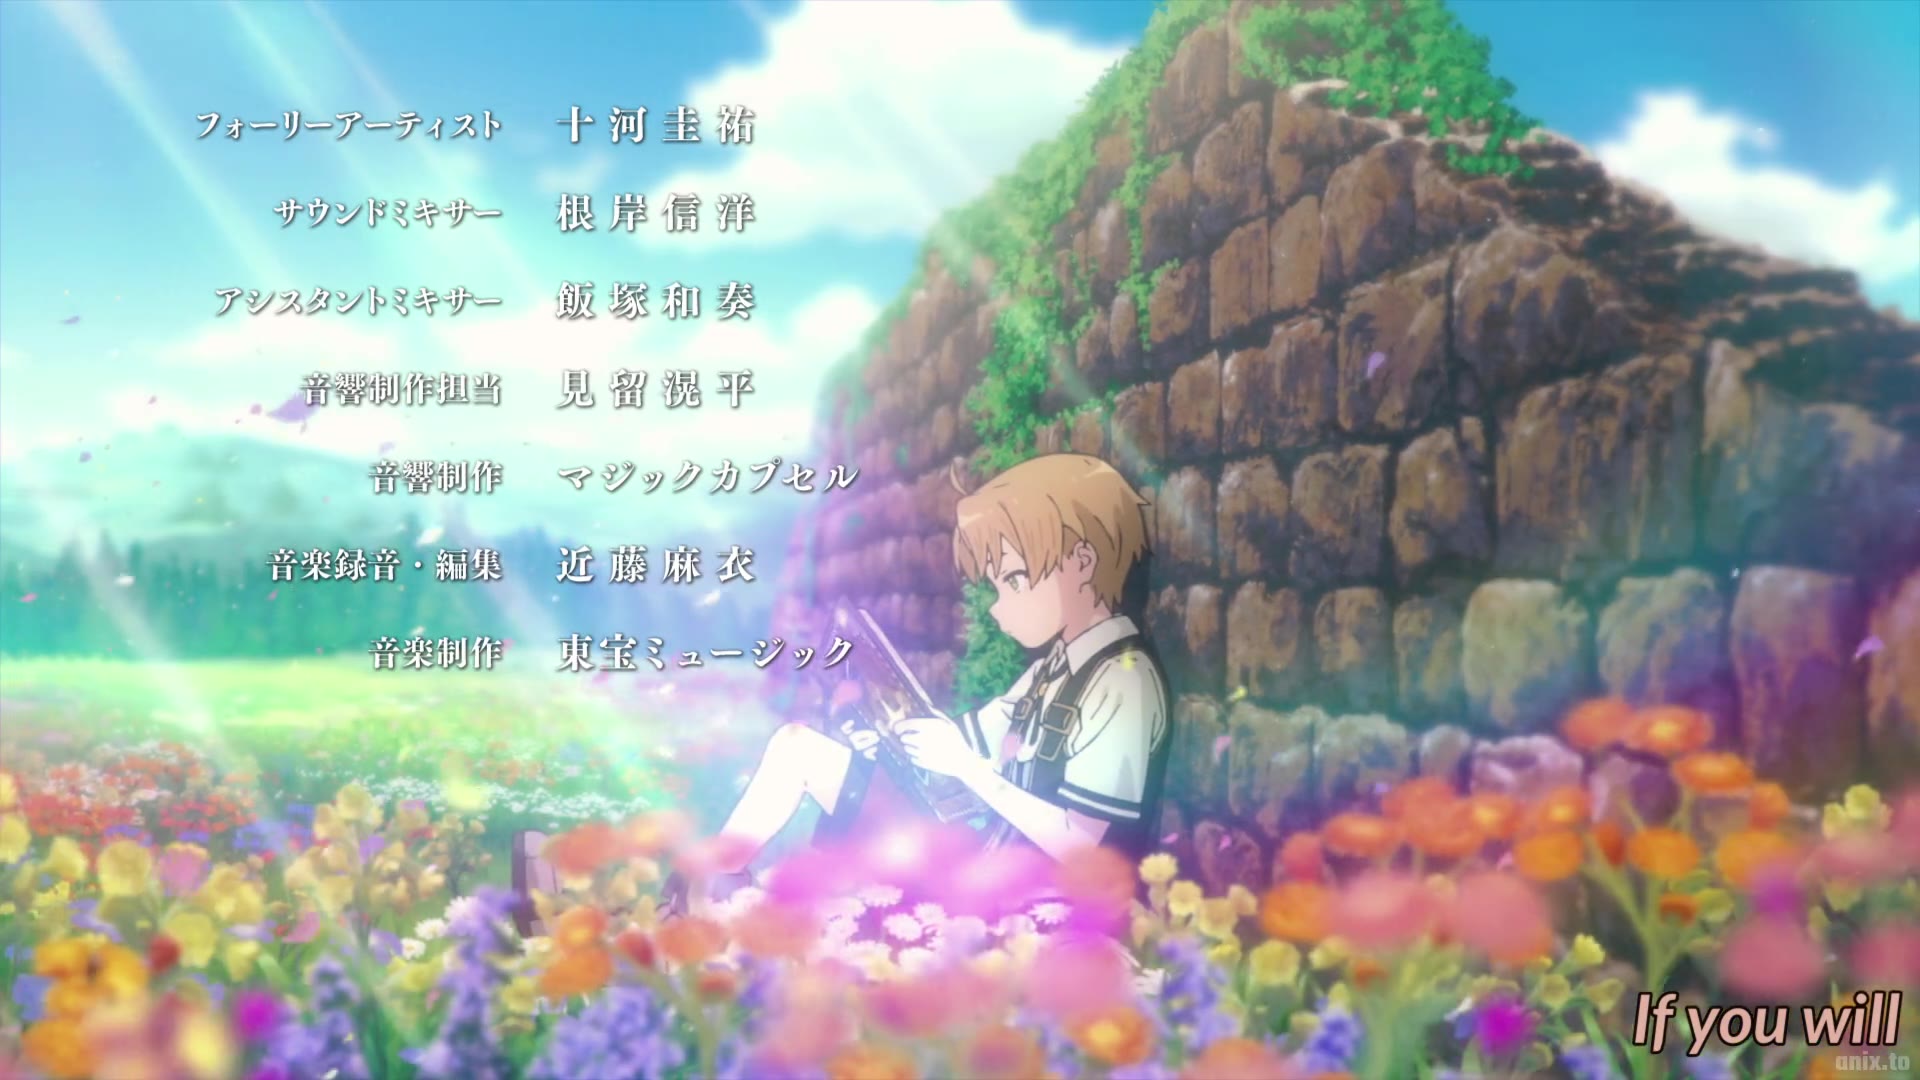 フォーリーアーティスト 十河圭祐
サウンドミキサー 根岸信洋
アシスタントミキサー 飯塚和奏
音響制作担当 見留滉平
音響制作 マジックカプセル
音楽録音・編集 近藤麻衣
音楽制作 東宝ミュージック
If you will
anix.to